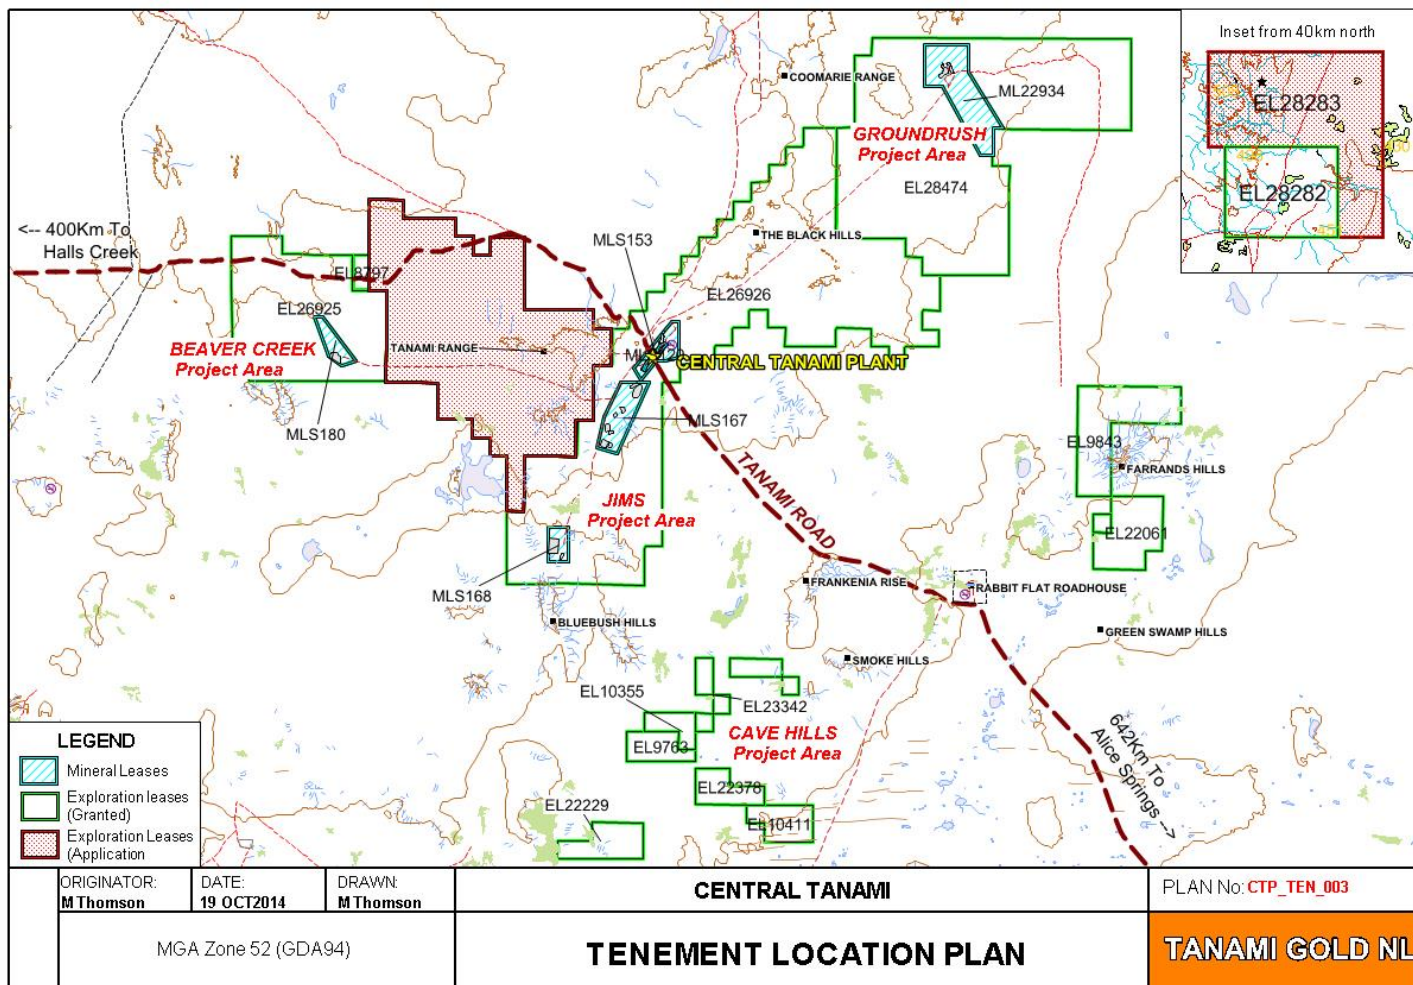 Inset from 40km north
COOMARIE RANGE
ML22934
EL28283
GROUNDRUSH
Project Area
EL28474
EL28282
<-- 400Km To
Halls Creek
MLS153
THE BLACK HILLS
EL8797
EL26926
EL26925
BEAVER CREEK
Project Area
TANAMI RANGE
CENTRAL TANAMI PLANT
MLS180
MLS167
EL9843
FARRANDS HILLS
TANAMI ROAD
JIMS
Project Area
EL22061
MLS168
FRANKENIA RISE
RABBIT FLAT ROADHOUSE
BLUEBUSH HILLS
GREEN SWAMP HILLS
SMOKE HILLS
EL10355
EL23342
CAVE HILLS
Project Area
EL9763
642Km To
Alice Springs -->
EL22378
EL22229
EL10411
LEGEND
Mineral Leases
Exploration leases
(Granted)
Exploration Leases
(Application
ORIGINATOR:
M Thomson
DATE:
19 OCT2014
DRAWN:
M Thomson
CENTRAL TANAMI
PLAN No: CTP_TEN_003
MGA Zone 52 (GDA94)
TENEMENT LOCATION PLAN
TANAMI GOLD NL